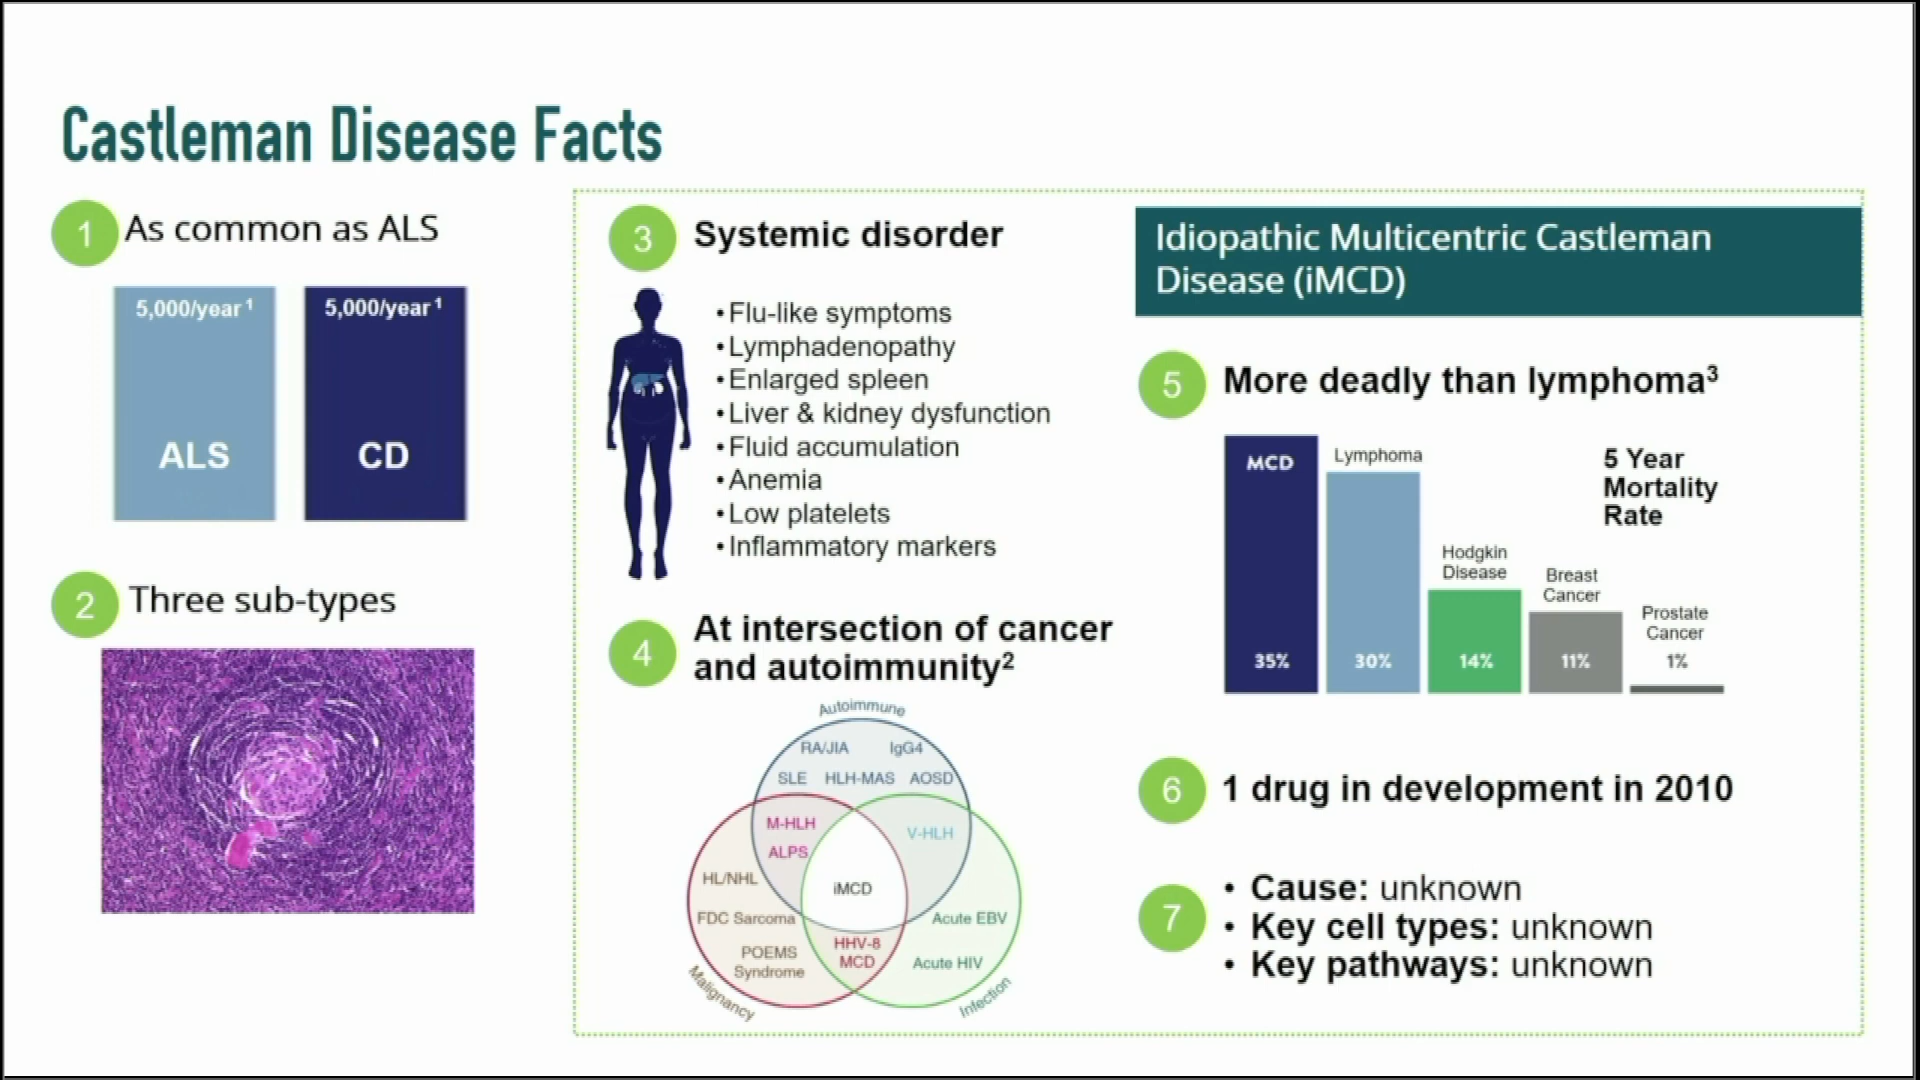 Castleman Disease Facts
1
As common as ALS
5,000/year 1
5,000/year 1
ALS
CD
2
Three sub-types
3
Systemic disorder
•Flu-like symptoms
•Lymphadenopathy
•Enlarged spleen
•Liver & kidney dysfunction
•Fluid accumulation
•Anemia
•Low platelets
•Inflammatory markers
4
At intersection of cancer
and autoimmunity2
Autoimmune
RA/JIA IgG4
SLE HLH-MAS AOSD
M-HLH
V-HLH
ALPS
HL/NHL
iMCD
FDC Sarcoma
Acute EBV
HHV-8
MCD
POEMS
Syndrome
Acute HIV
Malignancy
Infection
Idiopathic Multicentric Castleman
Disease (iMCD)
5
More deadly than lymphoma3
MCD
Lymphoma
Hodgkin
Disease
Breast
Cancer
Prostate
Cancer
5 Year
Mortality
Rate
35% 30% 14% 11% 1%
6
1 drug in development in 2010
7
• Cause: unknown
• Key cell types: unknown
• Key pathways: unknown